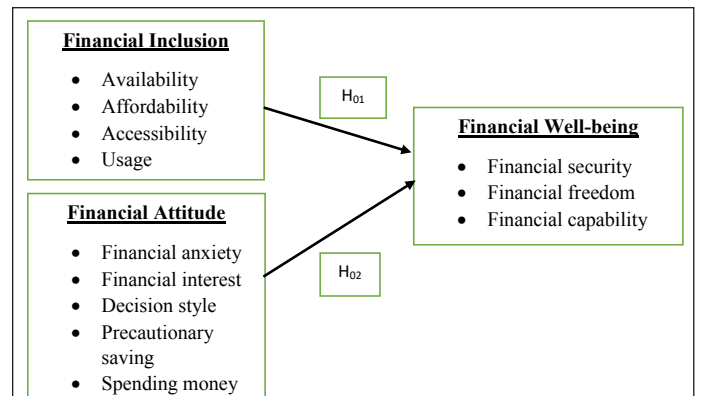 Financial Inclusion
• Availability
• Affordability
• Accessibility
• Usage
H01
Financial Well-being
• Financial security
• Financial freedom
• Financial capability
Financial Attitude
• Financial anxiety
• Financial interest
• Decision style
• Precautionary
saving
• Spending money
H02